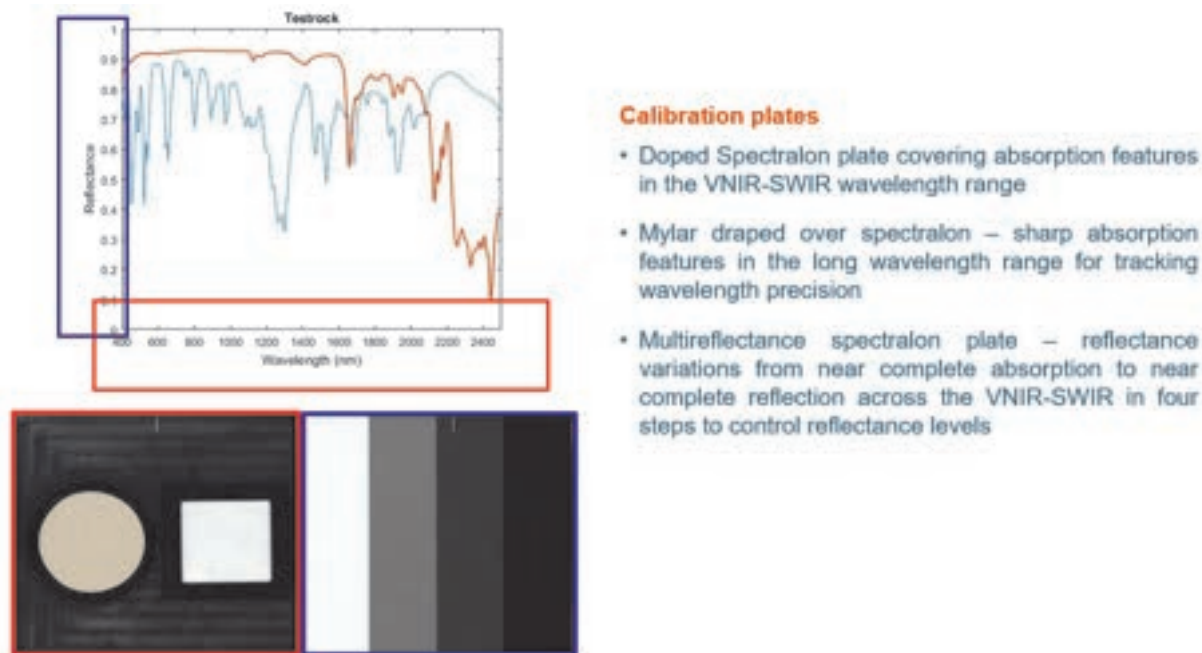 Testrock
1
0.9
0.8
0.7
0.6
0.5
0.4
0.3
0.2
0.1
0
Reflectance
400 600 800 1000 1200 1400 1600 1800 2000 2200 2400
Wavelength (nm)
Calibration plates
• Doped Spectralon plate covering absorption features
in the VNIR-SWIR wavelength range
• Mylar draped over spectralon – sharp absorption
features in the long wavelength range for tracking
wavelength precision
• Multireflectance spectralon plate – reflectance
variations from near complete absorption to near
complete reflection across the VNIR-SWIR in four
steps to control reflectance levels